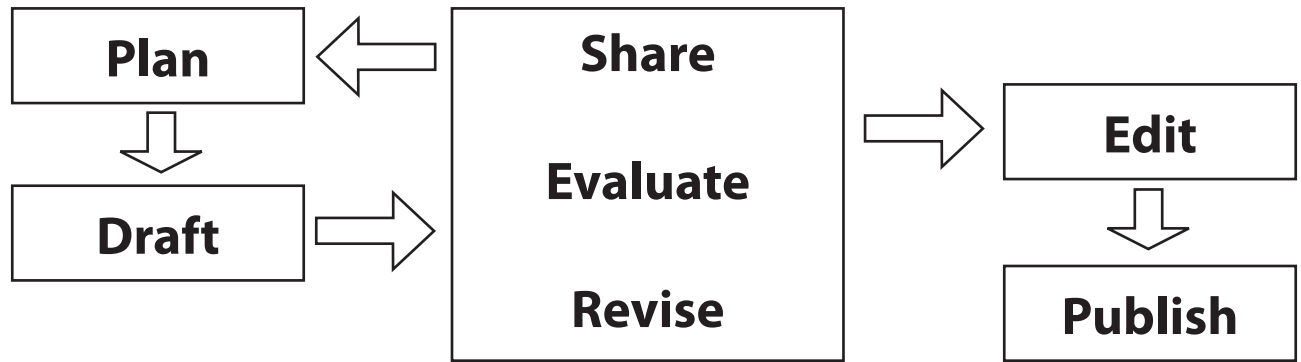 Plan
Draft
Share
Evaluate
Revise
Edit
Publish